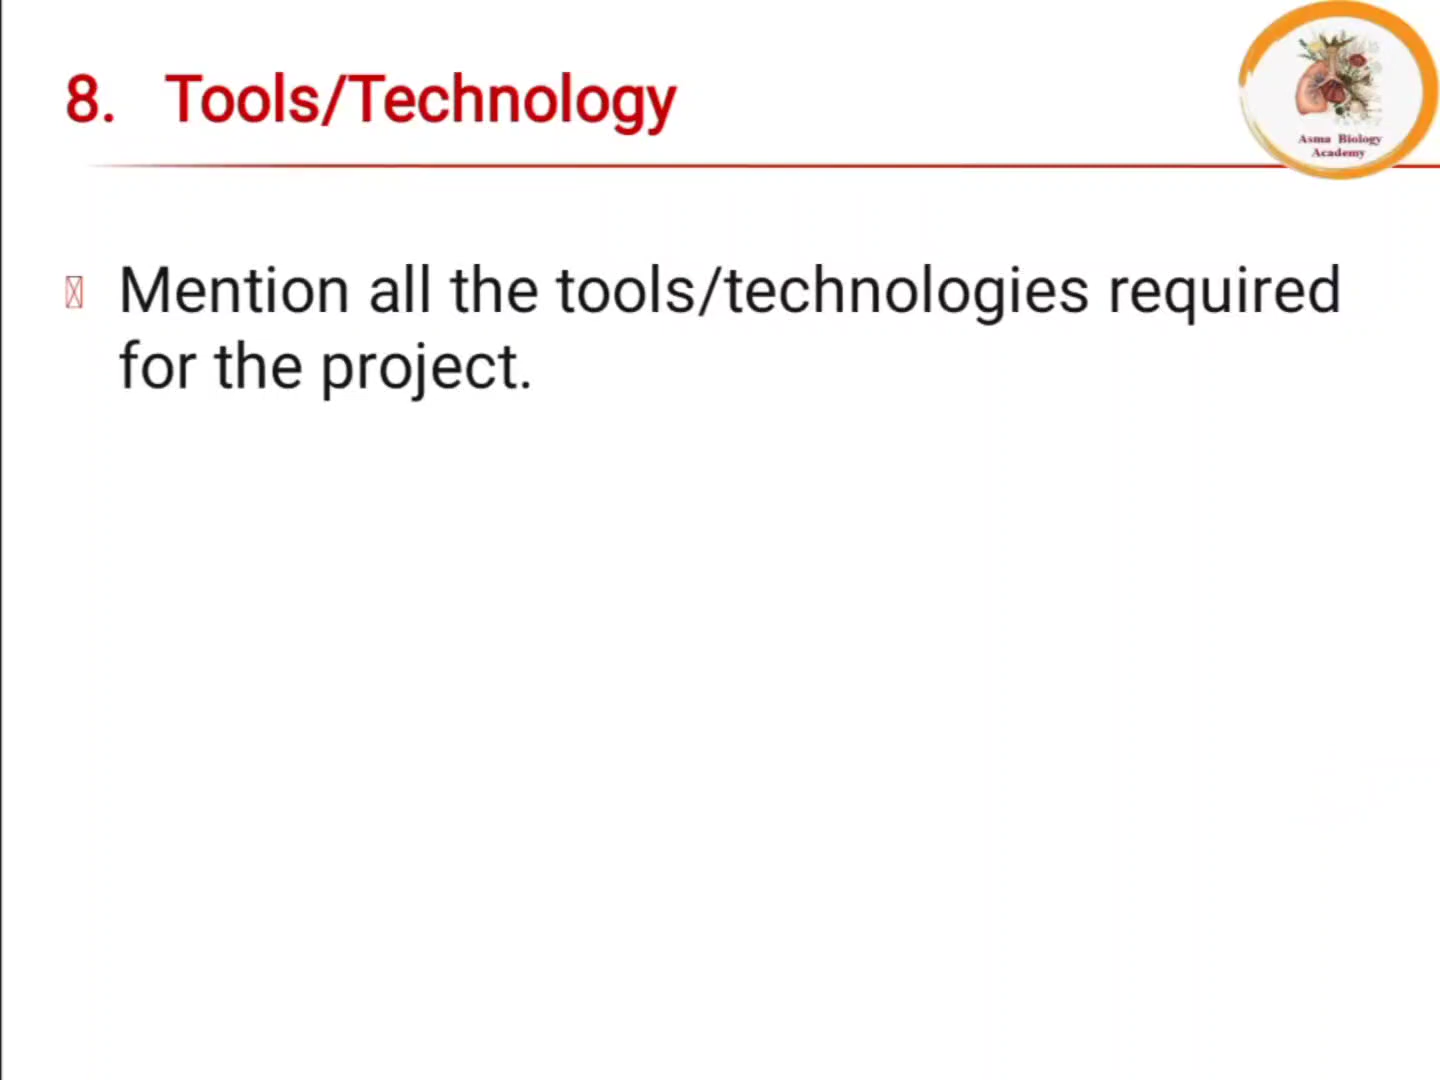 8. Tools/Technology
Asma Biology
Academy
Mention all the tools/technologies required
for the project.